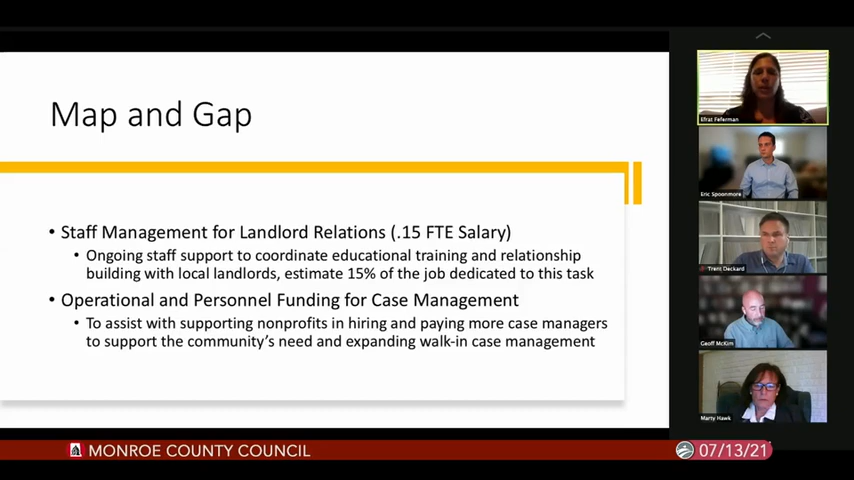 Map and Gap
• Staff Management for Landlord Relations (.15 FTE Salary)
• Ongoing staff support to coordinate educational training and relationship
building with local landlords, estimate 15% of the job dedicated to this task
• Operational and Personnel Funding for Case Management
• To assist with supporting nonprofits in hiring and paying more case managers
to support the community's need and expanding walk-in case management
Efrat Feferman
Eric Spoonmore
Trent Deckard
Geoff McKim
Marty Hawk
MONROE COUNTY COUNCIL
07/13/21